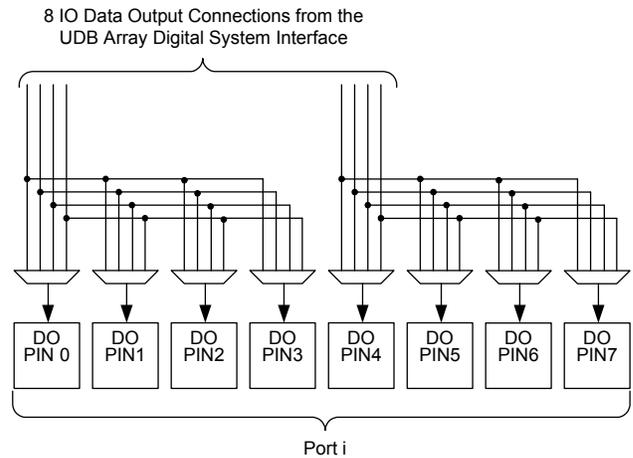 8 IO Data Output Connections from the
UDB Array Digital System Interface
DO
PIN 0
DO
PIN1
DO
PIN2
DO
PIN3
DO
PIN4
DO
PIN5
DO
PIN6
DO
PIN7
Port i